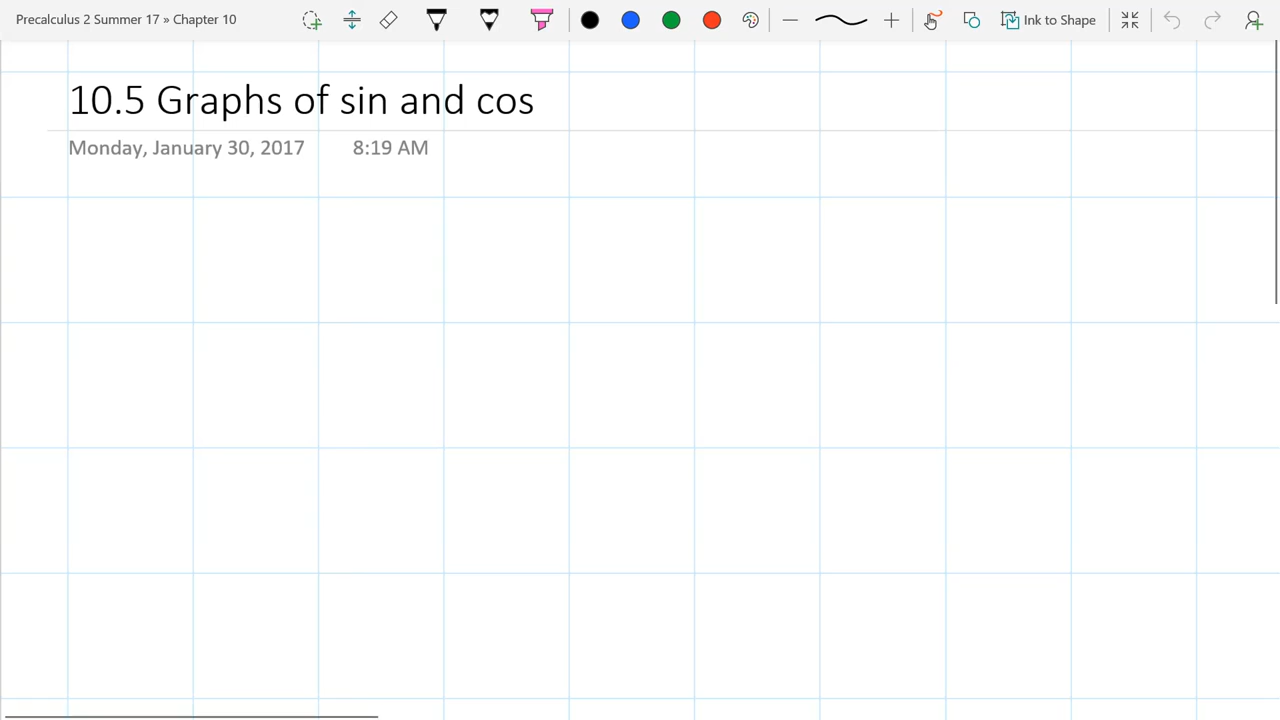 Precalculus 2 Summer 17 » Chapter 10
Ink to Shape
10.5 Graphs of sin and cos
Monday, January 30, 2017 8:19 AM